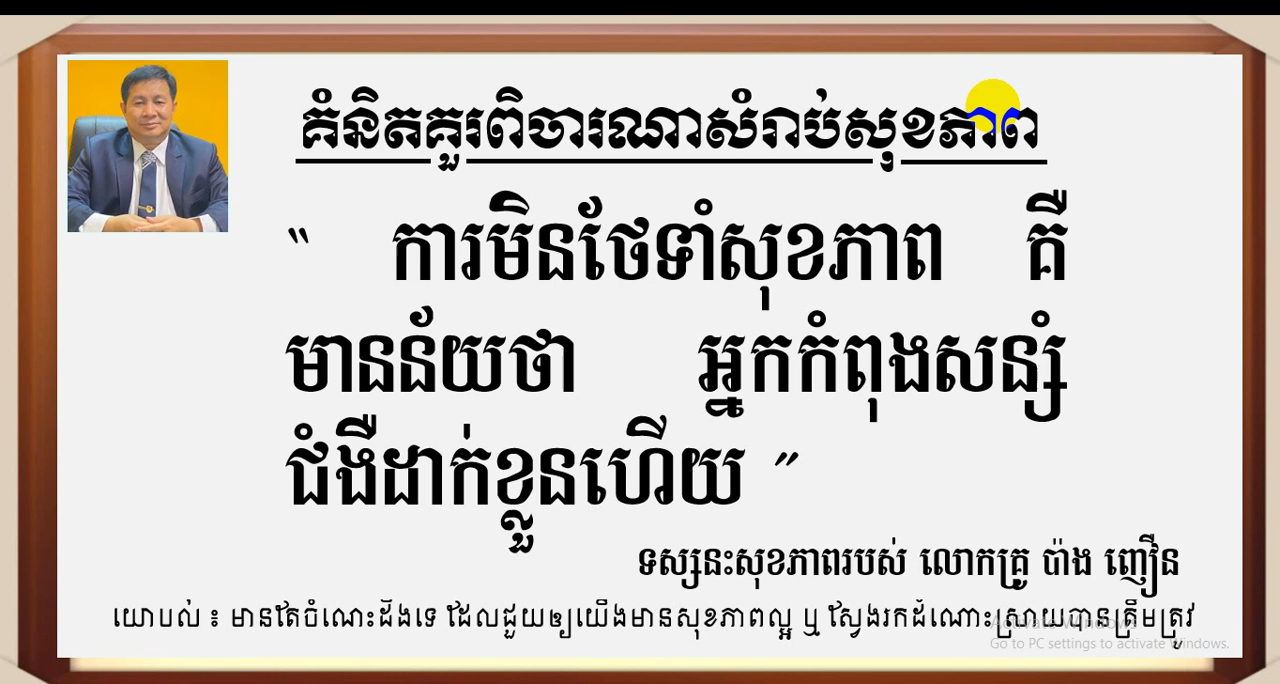 គំនិតគួរពិចារណាសំរាប់សុខភាព
“ ការមិនថែទាំសុខភាព គឺ
មានន័យថា អ្នកកំពុងសន្សំ
ជំងឺដាក់ខ្លួនហើយ ”
ទស្សនះសុខភាពរបស់ លោកគ្រូ ប៉ាង ញឿន
យោបល់ ៖ មានតែចំណេះដឹងទេ ដែលជួយឲ្យយើងមានសុខភាពល្អ ឬ ស្វែងរកដំណោះស្រាយបានត្រឹមត្រូវ
Activate Windows
Go to PC settings to activate Windows.